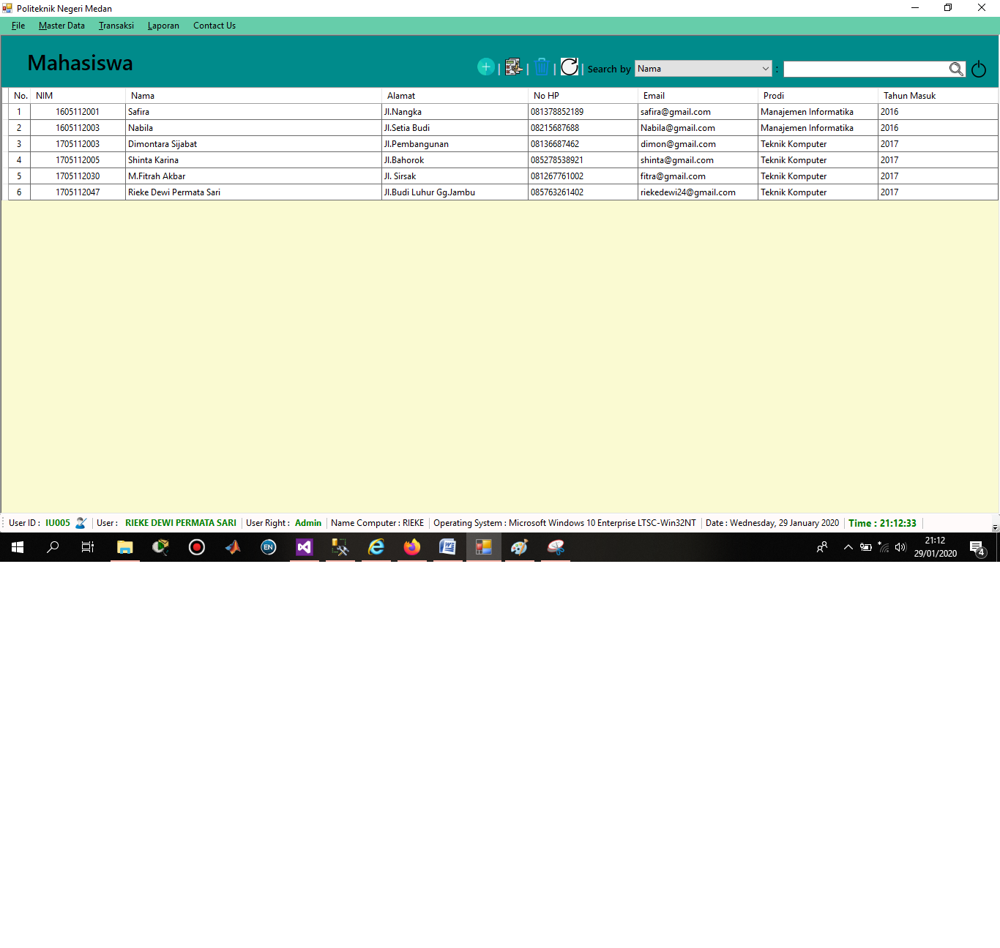 Politeknik Negeri Medan
File Master Data Transaksi Laporan Contact Us
Mahasiswa
| | | | Search by Nama :
No. NIM Nama Alamat No HP Email Prodi Tahun Masuk
1 1605112001 Safira Jl.Nangka 081378852189 safira@gmail.com Manajemen Informatika 2016
2 1605112003 Nabila Jl.Setia Budi 08215687688 Nabila@gmail.com Manajemen Informatika 2016
3 1705112003 Dimontara Sijabat Jl.Pembangunan 08136687462 dimon@gmail.com Teknik Komputer 2017
4 1705112005 Shinta Karina Jl.Bahorok 085278538921 shinta@gmail.com Teknik Komputer 2017
5 1705112030 M.Fitrah Akbar Jl. Sirsak 081267761002 fitra@gmail.com Teknik Komputer 2017
6 1705112047 Rieke Dewi Permata Sari Jl.Budi Luhur Gg.Jambu 085763261402 riekedewi24@gmail.com Teknik Komputer 2017
User ID : IU005 User : RIEKE DEWI PERMATA SARI User Right : Admin Name Computer : RIEKE Operating System : Microsoft Windows 10 Enterprise LTSC-Win32NT Date : Wednesday, 29 January 2020 Time : 21:12:33
EN 21:12
29/01/2020 4